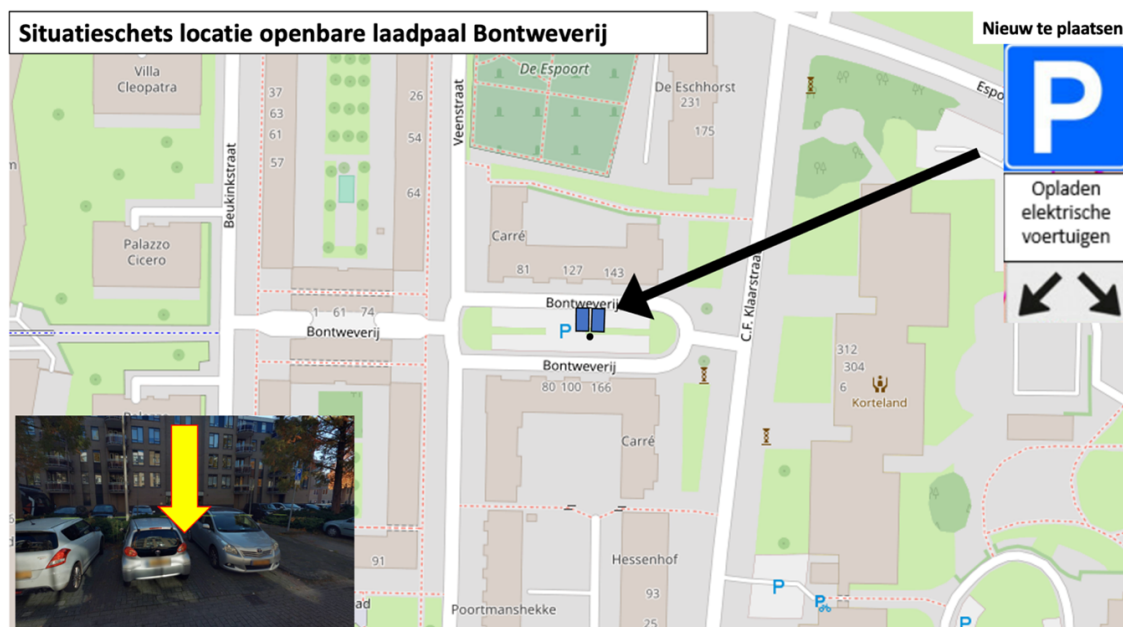 Situatieschets locatie openbare laadpaal Bontweverij
Nieuw te plaatsen
P
Opladen
elektrische
voertuigen
Villa
Cleopatra
37
63
61
57
26
54
64
De Espoort
De Eschhorst
231
175
Espo
Veenstraat
Beukinkstraat
Palazzo
Cicero
Carré
81 127 143
C.F. Klaarstraat
1 61 74
Bontweverij
Bontweverij
P
Bontweverij
80 100 166
312
304
6
Korteland
Carré
91
Hessenhof
93
25
Poortmanshekke
P
P
P